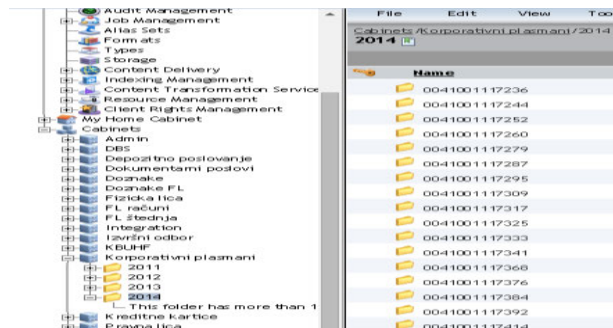 Audit Management
Job Management
Alias Sets
Formats
Types
Storage
Content Delivery
Indexing Management
Content Transformation Service
Resource Management
Client Rights Management
My Home Cabinet
Cabinets
Admin
DBS
Depozitno poslovanje
Dokumentarni poslovi
Doznake
Doznake FL
Fizicka lica
FL računi
FL štednja
Integration
Izvršni odbor
KBUHF
Korporativni plasmani
2011
2012
2013
2014
This folder has more than 1
Kreditne kartice
Pravna lica
File Edit View Too
Cabinets/Korporativni plasmani/2014
2014
Name
0041001117236
0041001117244
0041001117252
0041001117260
0041001117279
0041001117287
0041001117295
0041001117309
0041001117317
0041001117325
0041001117333
0041001117341
0041001117368
0041001117376
0041001117384
0041001117392
0041001117414